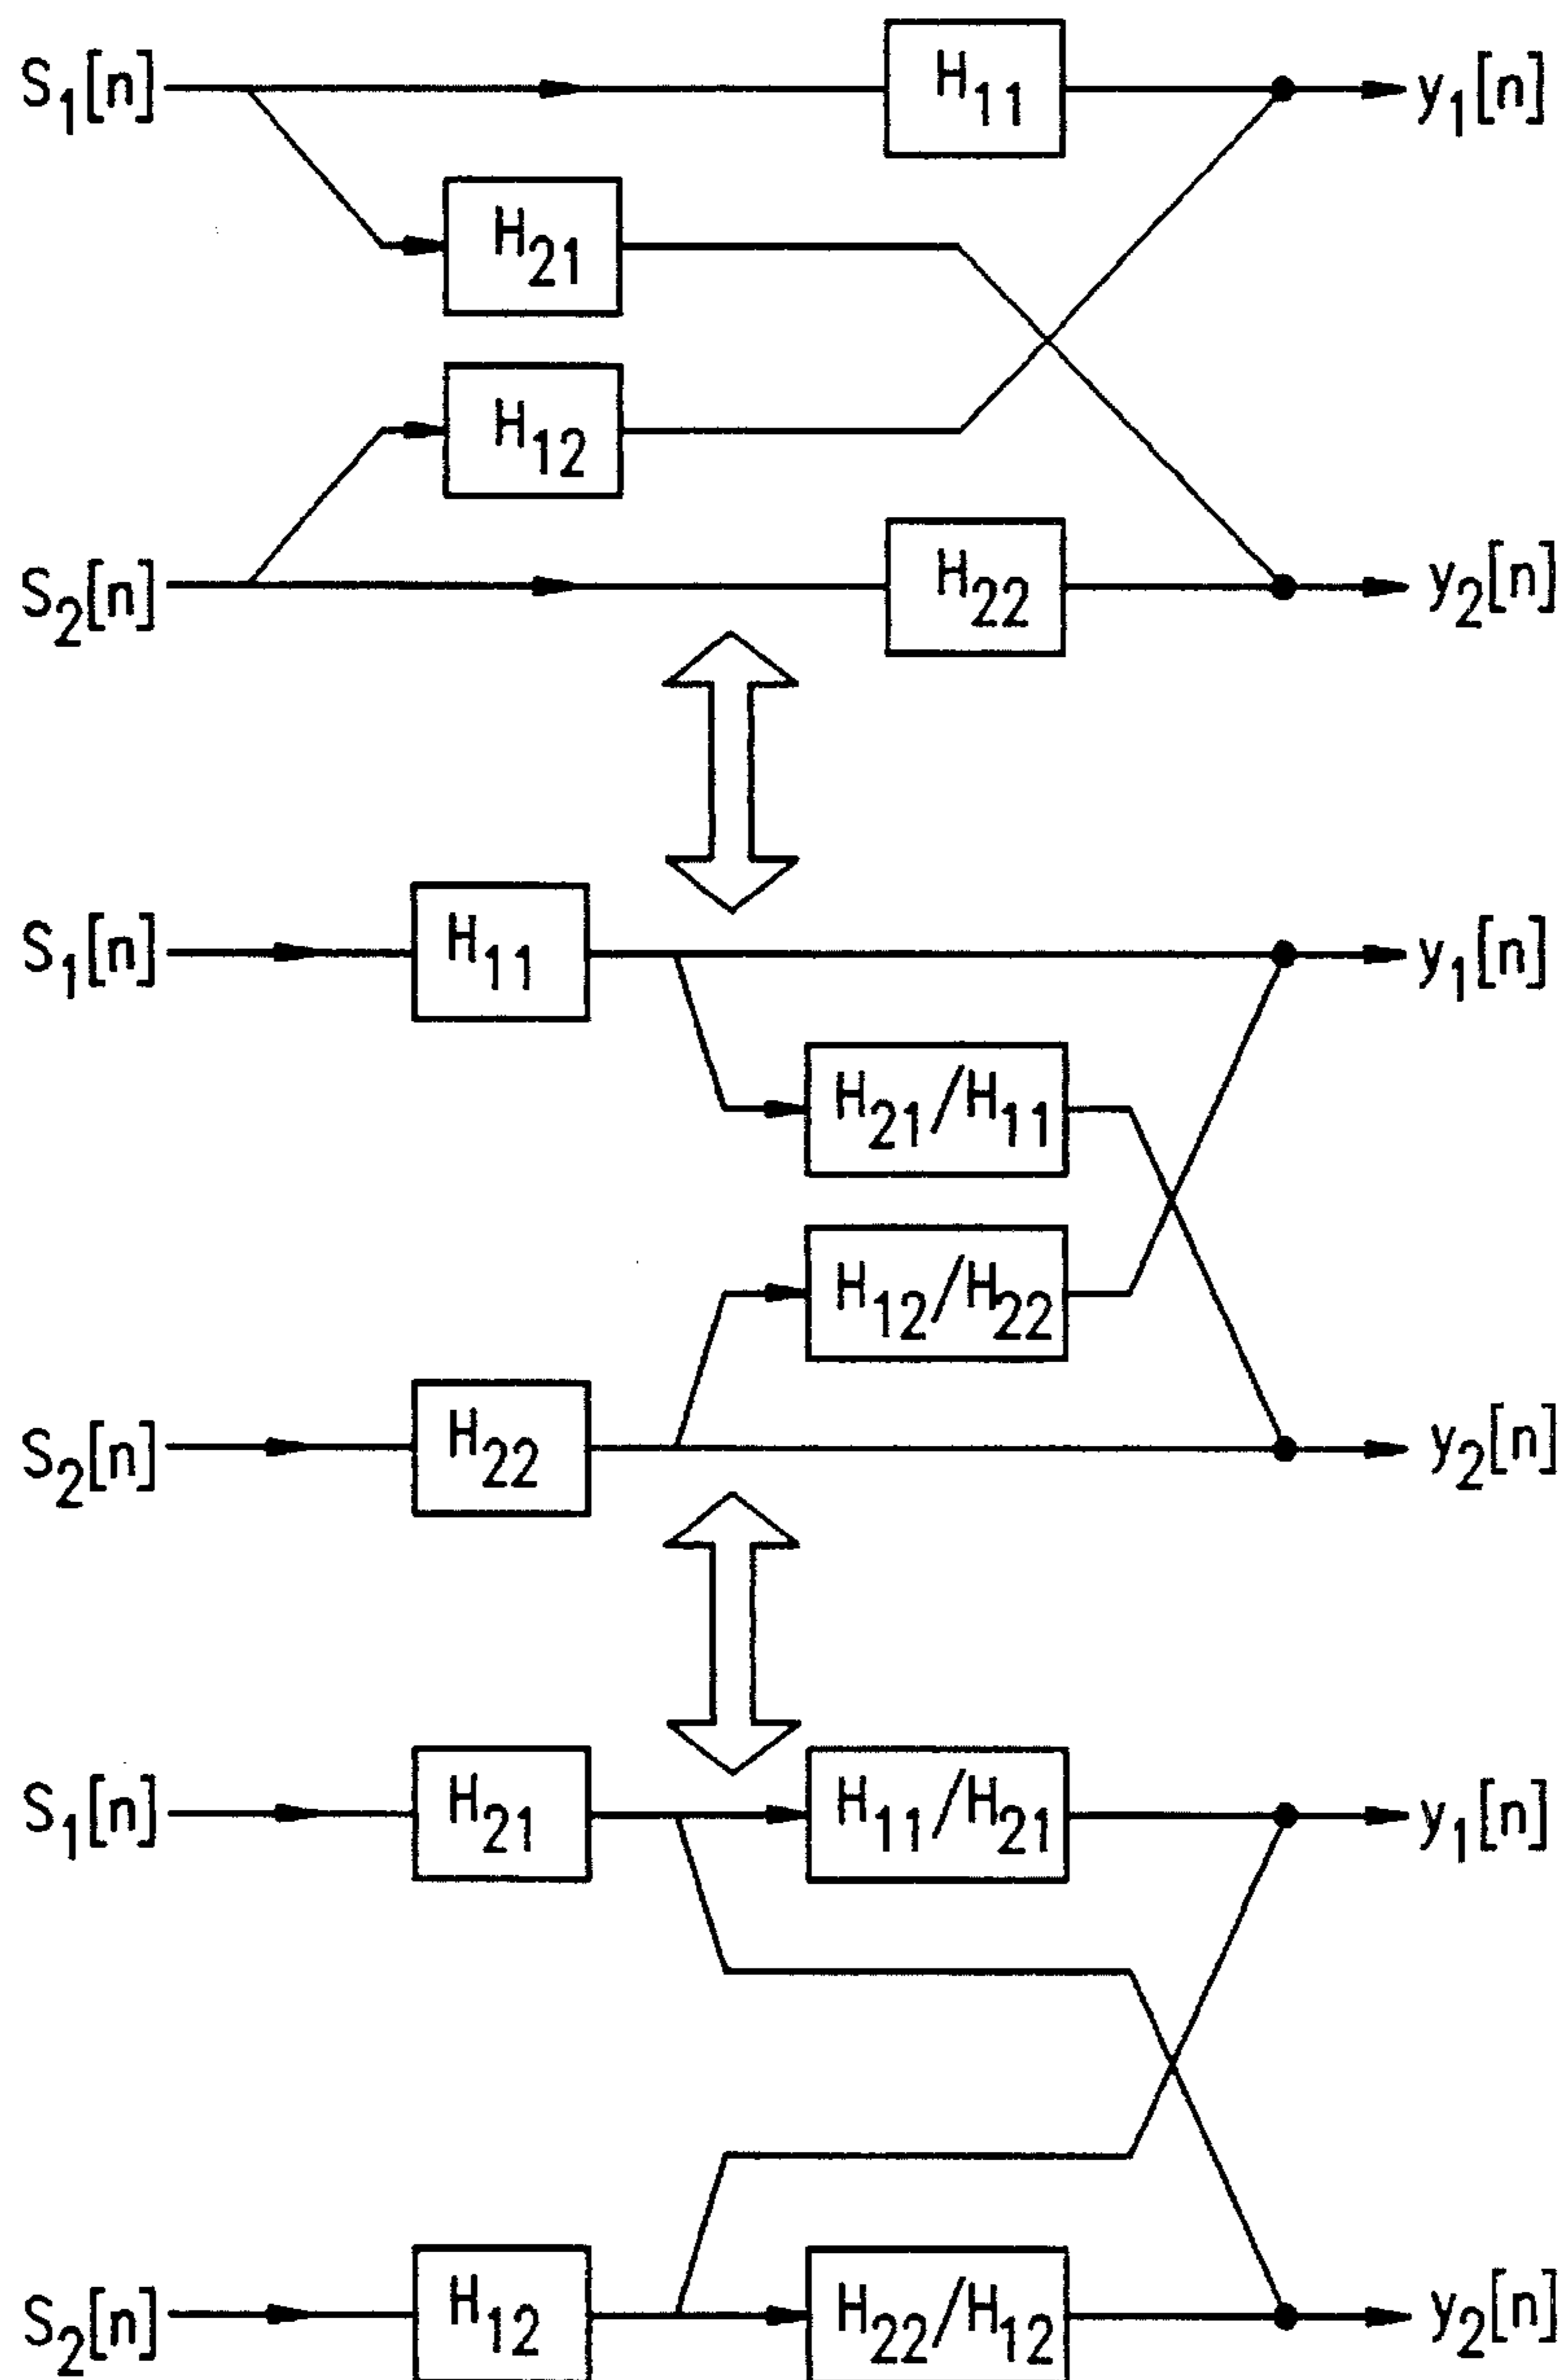 S₁[n]
H₁₁
y₁[n]
H₂₁
H₁₂
S₂[n]
H₂₂
y₂[n]
S₁[n]
H₁₁
y₁[n]
H₂₁/H₁₁
H₁₂/H₂₂
S₂[n]
H₂₂
y₂[n]
S₁[n]
H₂₁
H₁₁/H₂₁
y₁[n]
S₂[n]
H₁₂
H₂₂/H₁₂
y₂[n]